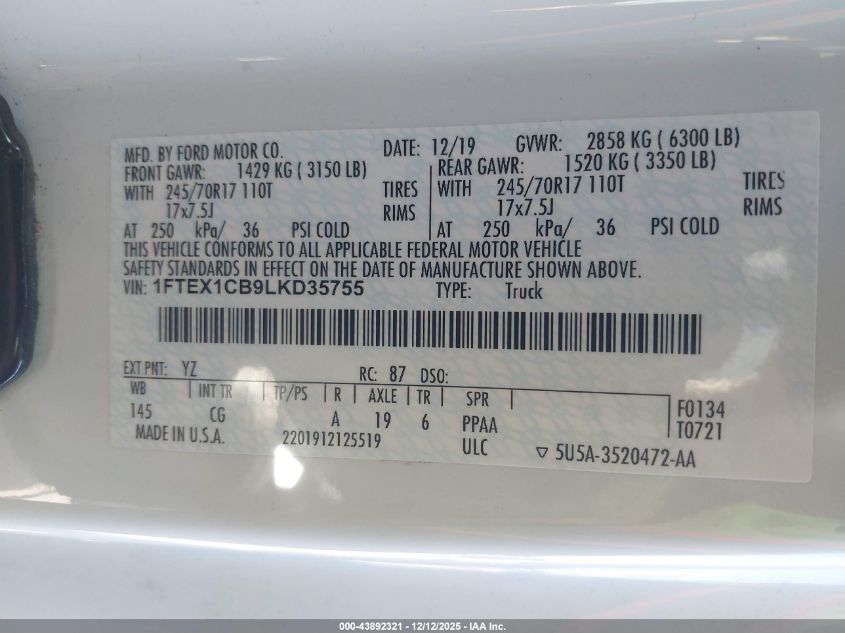 MFD. BY FORD MOTOR CO. DATE: 12/19 GVWR: 2858 KG ( 6300 LB)
FRONT GAWR: 1429 KG ( 3150 LB) REAR GAWR: 1520 KG ( 3350 LB)
WITH 245/70R17 110T TIRES WITH 245/70R17 110T TIRES
17x7.5J RIMS 17x7.5J RIMS
AT 250 kPa/ 36 PSI COLD AT 250 kPa/ 36 PSI COLD
THIS VEHICLE CONFORMS TO ALL APPLICABLE FEDERAL MOTOR VEHICLE
SAFETY STANDARDS IN EFFECT ON THE DATE OF MANUFACTURE SHOWN ABOVE.
VIN: 1FTEX1CB9LKD35755 TYPE: Truck
EXT PNT: YZ RC: 87 DSO:
WB INT TR TP/PS R AXLE TR SPR
145 CG A 19 6 PPAA
F0134
T0721
MADE IN U.S.A. 2201912125519 ULC ▽ 5U5A-3520472-AA
000-43892321 - 12/12/2025 - IAA Inc.